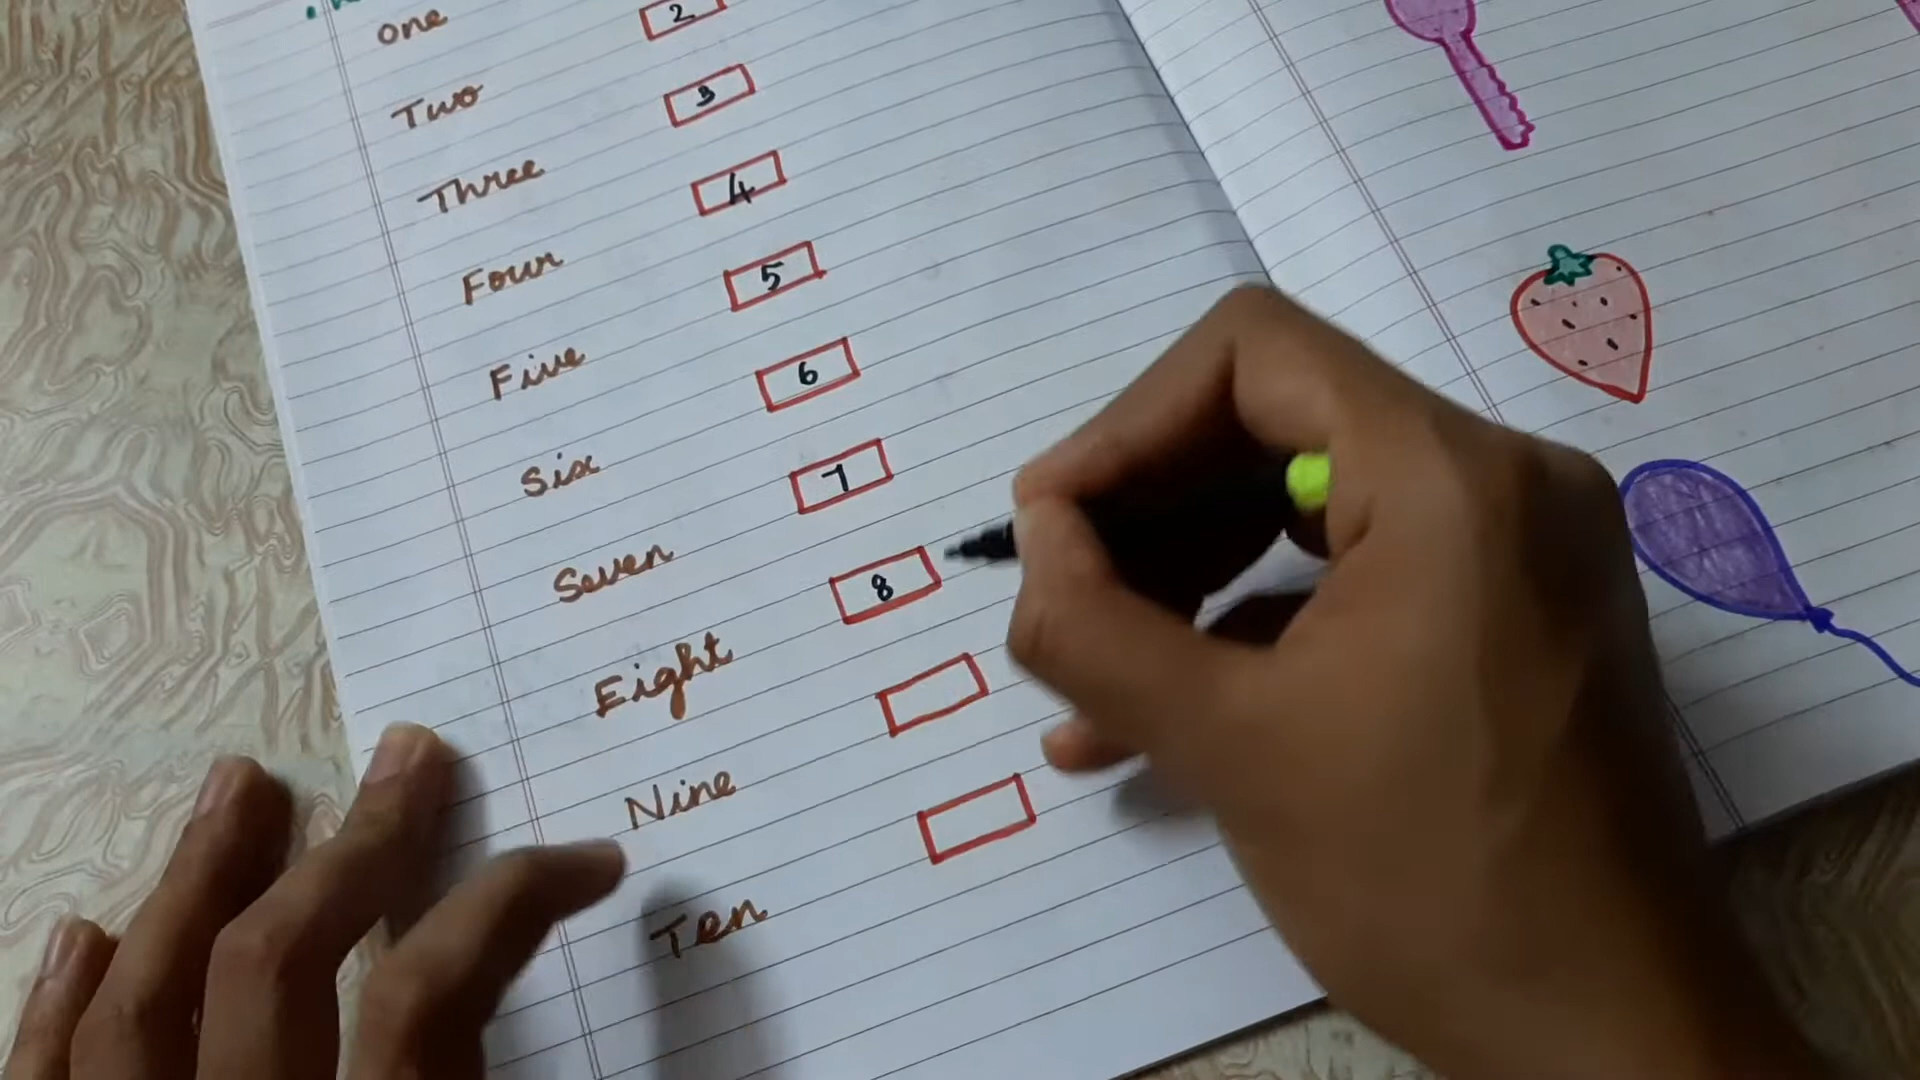 One
Two 2
Three 3
Four 4
Five 5
Six 6
Seven 7
Eight 8
Nine
Ten